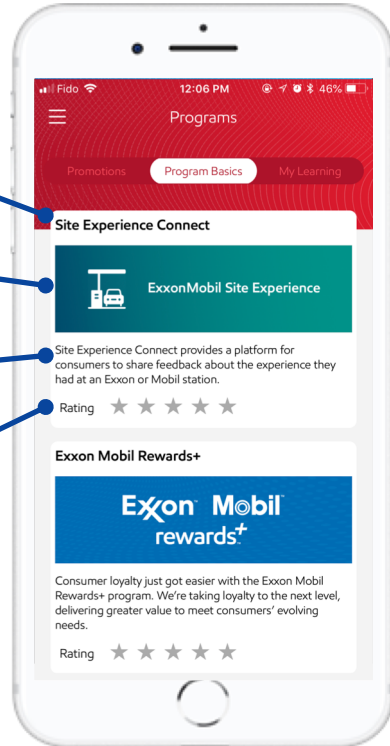 Fido 12:06 PM 46%
Programs
Promotions Program Basics My Learning
Site Experience Connect
ExxonMobil Site Experience
Site Experience Connect provides a platform for
consumers to share feedback about the experience they
had at an Exxon or Mobil station.
Rating
Exxon Mobil Rewards+
Exxon Mobil
rewards+
Consumer loyalty just got easier with the Exxon Mobil
Rewards+ program. We’re taking loyalty to the next level,
delivering greater value to meet consumers’ evolving
needs.
Rating